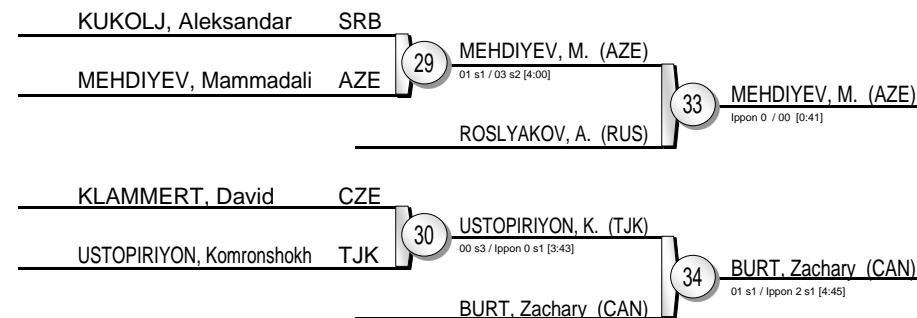 KUKOLJ, Aleksandar SRB
29
MEHDIYEV, M. (AZE)
01 s1 / 03 s2 [4:00]
MEHDIYEV, Mammadali AZE
33
MEHDIYEV, M. (AZE)
Ippon 0 / 00 [0:41]
ROSLYAKOV, A. (RUS)
KLAMMERT, David CZE
30
USTOPIRIYON, K. (TJK)
00 s3 / Ippon 0 s1 [3:43]
USTOPIRIYON, Komronshokh TJK
34
BURT, Zachary (CAN)
01 s1 / Ippon 2 s1 [4:45]
BURT, Zachary (CAN)